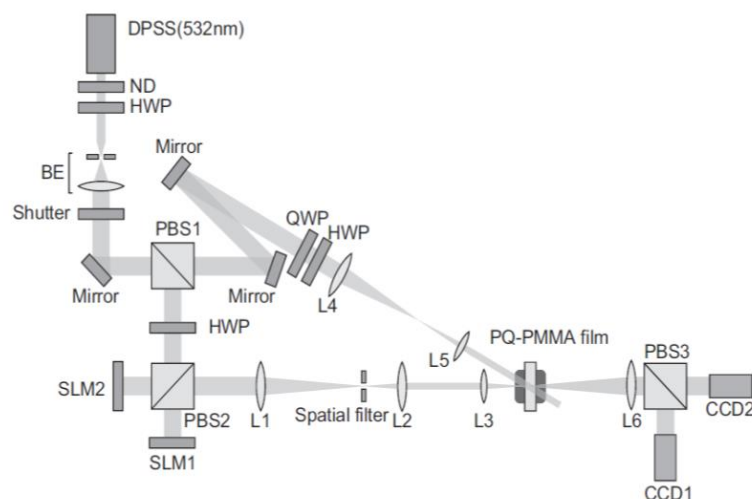 DPSS(532nm)
ND
HWP
Mirror
BE
QWP
HWP
Shutter
PBS1
L4
Mirror
Mirror
HWP
L5
PQ-PMMA film
PBS3
SLM2
PBS2
L1
Spatial filter
L2
L3
L6
CCD2
SLM1
CCD1